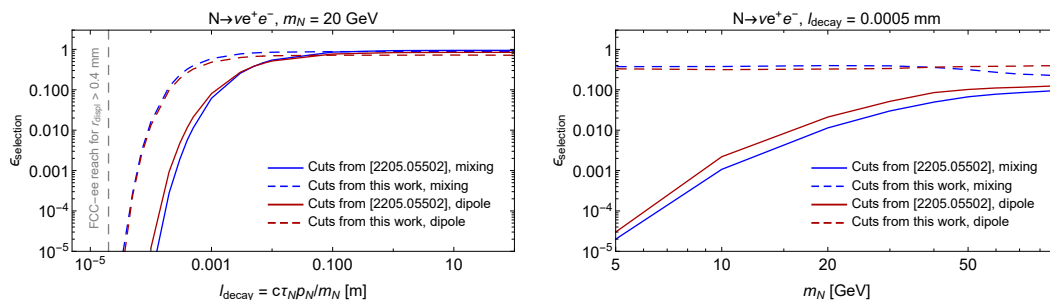 N→νe⁺e⁻, m_N = 20 GeV
1
0.100
0.010
0.001
10⁻⁴
10⁻⁵
ϵ_selection
FCC-ee reach for r_displ > 0.4 mm
Cuts from [2205.05502], mixing
Cuts from this work, mixing
Cuts from [2205.05502], dipole
Cuts from this work, dipole
10⁻⁵ 0.001 0.100 10
l_decay = cτ_N p_N/m_N [m]
N→νe⁺e⁻, l_decay = 0.0005 mm
1
0.100
0.010
0.001
10⁻⁴
10⁻⁵
ϵ_selection
Cuts from [2205.05502], mixing
Cuts from this work, mixing
Cuts from [2205.05502], dipole
Cuts from this work, dipole
5 10 20 50
m_N [GeV]